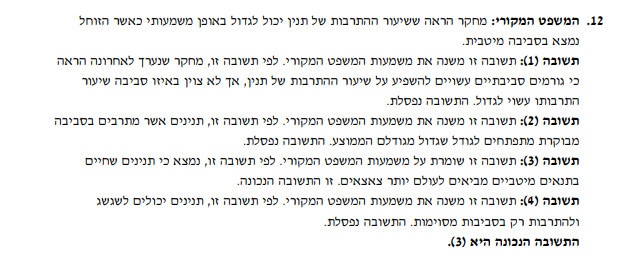 12. המשפט המקורי: מחקר הראה ששיעור ההתרבות של תנין יכול לגדול באופן משמעותי כאשר הזוחל
נמצא בסביבה מיטבית.
תשובה (1): תשובה זו משנה את משמעות המשפט המקורי. לפי תשובה זו, מחקר שנערך לאחרונה הראה
כי גורמים סביבתיים עשויים להשפיע על שיעור ההתרבות של תנין, אך לא צוין באיזו סביבה שיעור
התרבותו עשוי לגדול. התשובה נפסלת.
תשובה (2): תשובה זו משנה את משמעות המשפט המקורי. לפי תשובה זו, תנינים אשר מתרבים בסביבה
מבוקרת מתפתחים לגודל שגדול מגודלם הממוצע. התשובה נפסלת.
תשובה (3): תשובה זו שומרת על משמעות המשפט המקורי. לפי תשובה זו, נמצא כי תנינים שחיים
בתנאים מיטביים מביאים לעולם יותר צאצאים. זו התשובה הנכונה.
תשובה (4): תשובה זו משנה את משמעות המשפט המקורי. לפי תשובה זו, תנינים יכולים לשגשג
ולהתרבות רק בסביבות מסוימות. התשובה נפסלת.
התשובה הנכונה היא (3).